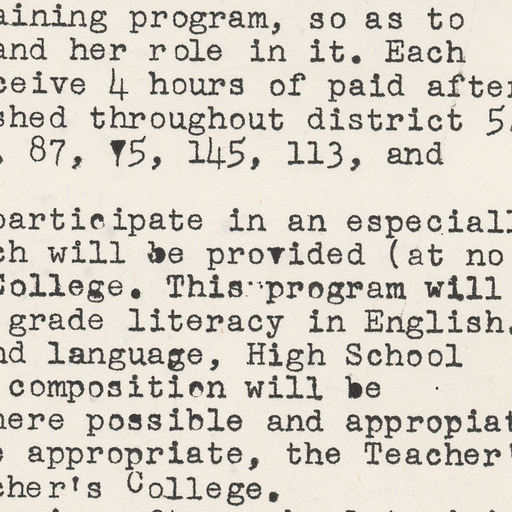 aining program, so as to
and her role in it. Each
ceive 4 hours of paid after
shed throughout district 5.
, 87, 75, 145, 113, and
participate in an especiall
ch will be provided (at no
College. This program will
grade literacy in English.
nd language, High School
composition will be
here possible and appropiat
e appropriate, the Teacher'
cher's College.